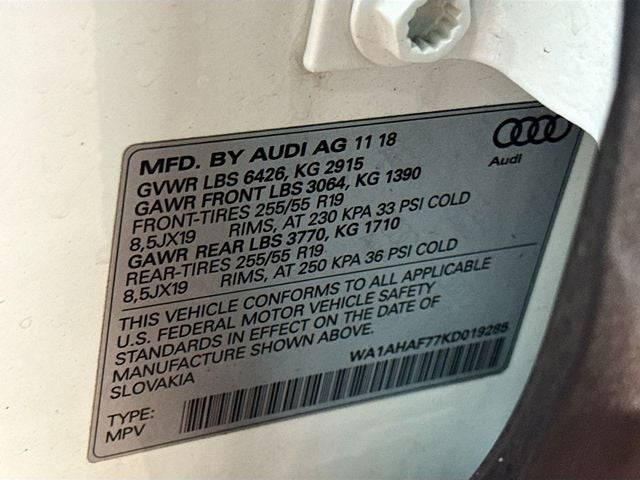 MFD. BY AUDI AG 11 18
GVWR LBS 6426, KG 2915
GAWR FRONT LBS 3064, KG 1390
FRONT-TIRES 255/55 R19
8,5JX19 RIMS, AT 230 KPA 33 PSI COLD
GAWR REAR LBS 3770, KG 1710
REAR-TIRES 255/55 R19
8,5JX19 RIMS, AT 250 KPA 36 PSI COLD
Audi
THIS VEHICLE CONFORMS TO ALL APPLICABLE
U.S. FEDERAL MOTOR VEHICLE SAFETY
STANDARDS IN EFFECT ON THE DATE OF
MANUFACTURE SHOWN ABOVE.
SLOVAKIA
WA1AHAF77KD019285
TYPE:
MPV